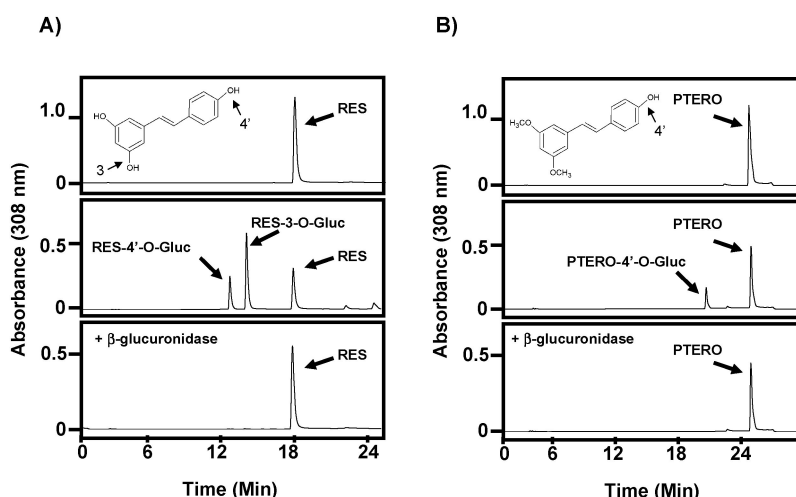 A)
Absorbance (308 nm)
1.0
0
HO
OH
4’
3
OH
RES
0.5
0
RES-4’-O-Gluc
RES-3-O-Gluc
RES
0.5
0
+ β-glucuronidase
RES
0 6 12 18 24
Time (Min)
B)
Absorbance (308 nm)
1.0
0
H₃CO
OH
4’
OCH₃
PTERO
0.5
0
PTERO-4’-O-Gluc
PTERO
0.5
0
+ β-glucuronidase
PTERO
0 6 12 18 24
Time (Min)